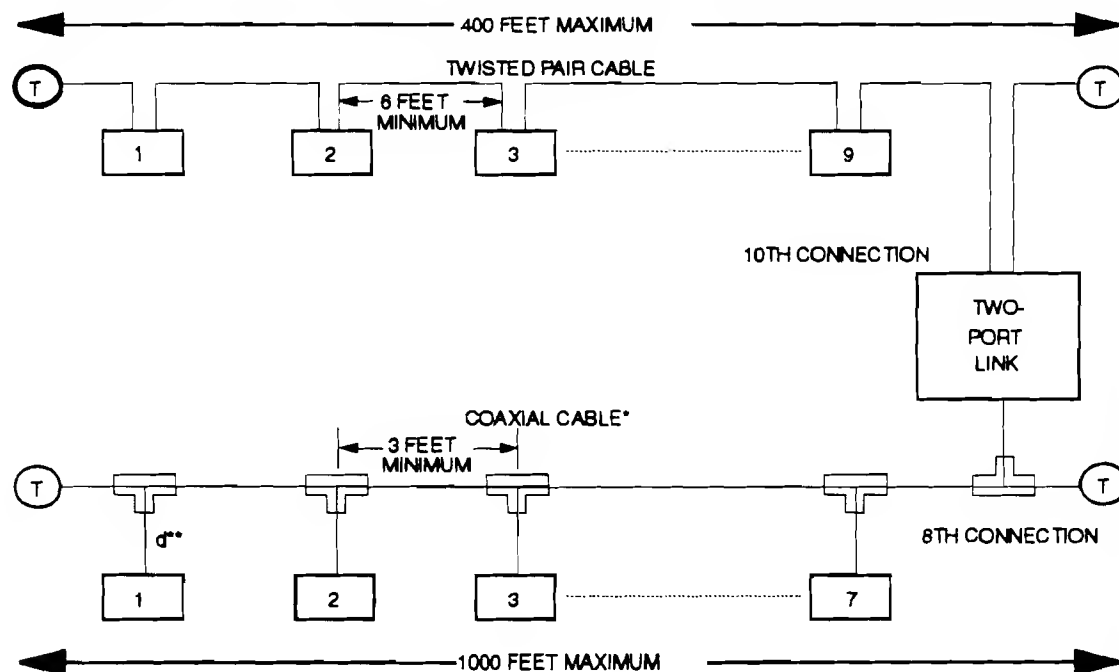 400 FEET MAXIMUM
TWISTED PAIR CABLE
T
T
6 FEET
MINIMUM
1
2
3
9
10TH CONNECTION
TWO-
PORT
LINK
COAXIAL CABLE*
3 FEET
MINIMUM
T
T
d**
8TH CONNECTION
1
2
3
7
1000 FEET MAXIMUM